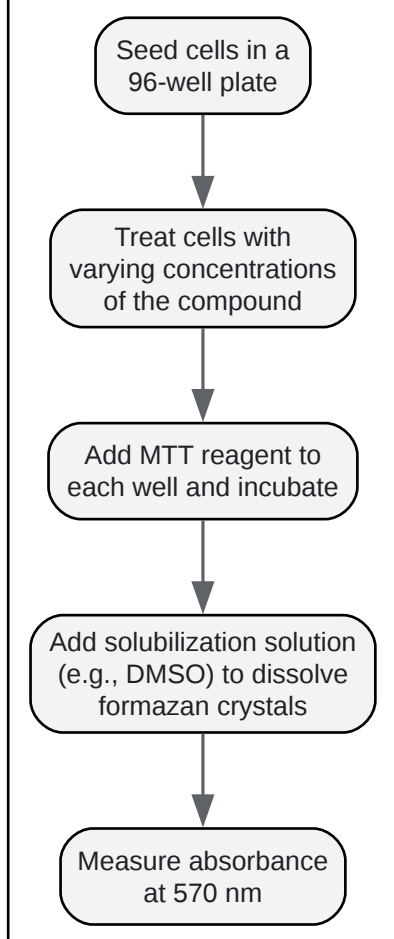 Seed cells in a
96-well plate
Treat cells with
varying concentrations
of the compound
Add MTT reagent to
each well and incubate
Add solubilization solution
(e.g., DMSO) to dissolve
formazan crystals
Measure absorbance
at 570 nm